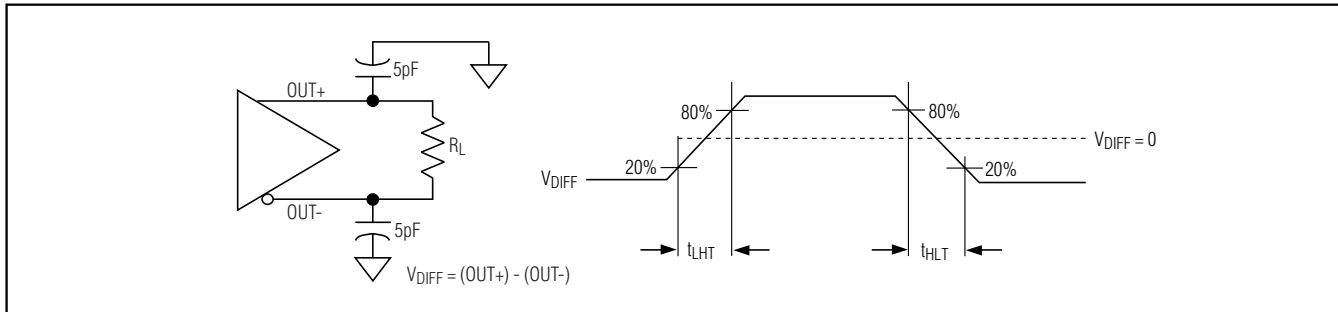 5pF
OUT+
R_L
OUT-
5pF
V_DIFF = (OUT+) - (OUT-)
80%
80%
V_DIFF = 0
20%
20%
V_DIFF
t_LHT
t_HLT